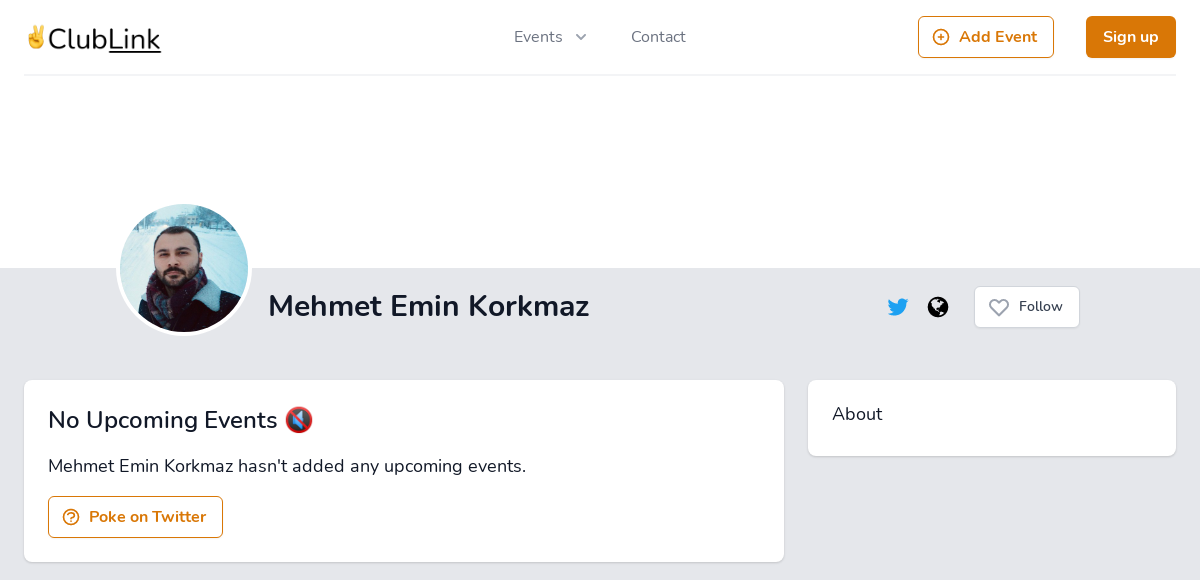 ✌️ClubLink
Events
Contact
Add Event
Sign up
Mehmet Emin Korkmaz
Follow
No Upcoming Events 🔇
Mehmet Emin Korkmaz hasn't added any upcoming events.
Poke on Twitter
About